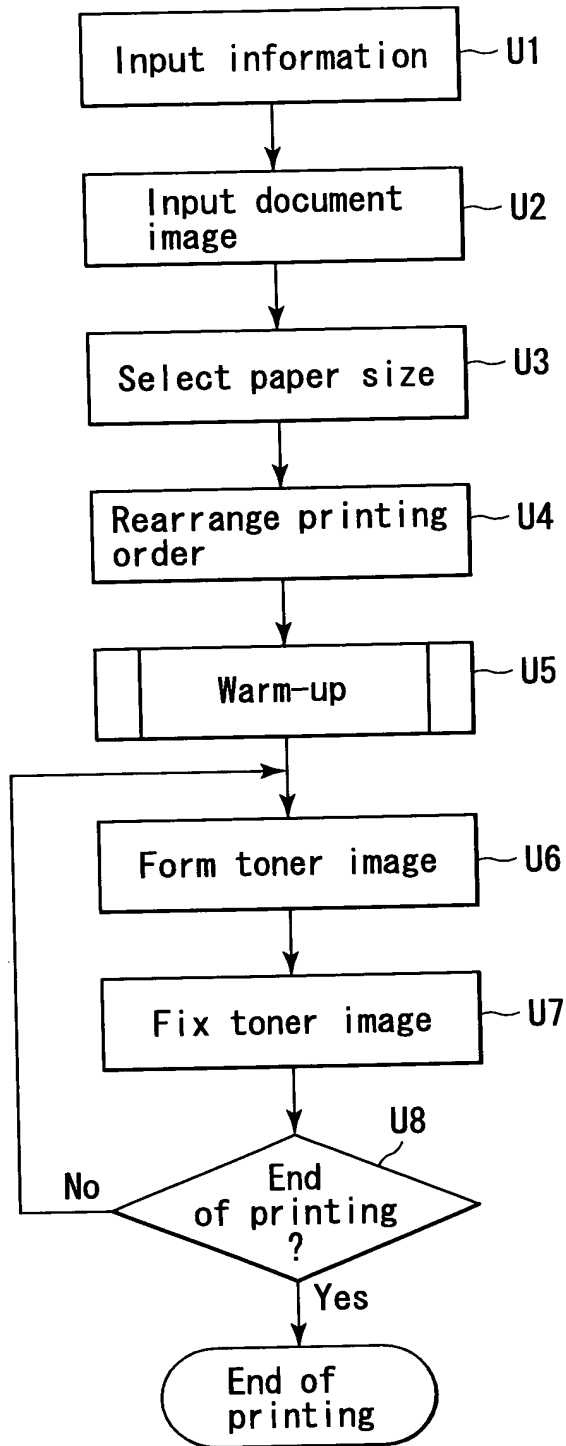 Input information
U1
Input document
image
U2
Select paper size
U3
Rearrange printing
order
U4
Warm-up
U5
Form toner image
U6
Fix toner image
U7
U8
No
End
of printing
?
Yes
End of
printing